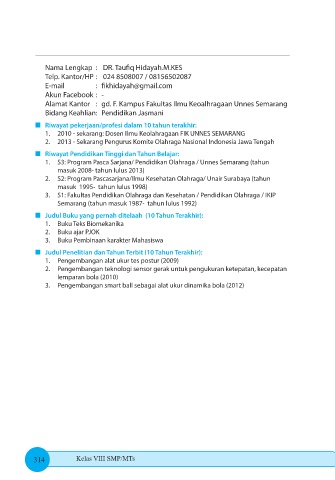 Nama Lengkap : DR. Taufiq Hidayah.M.KES
Telp. Kantor/HP : 024 8508007 / 08156502087
E-mail : fikhidayah@gmail.com
Akun Facebook : -
Alamat Kantor : gd. F. Kampus Fakultas Ilmu Keoalhragaan Unnes Semarang
Bidang Keahlian: Pendidikan Jasmani
Riwayat pekerjaan/profesi dalam 10 tahun terakhir:
1. 2010 - sekarang: Dosen Ilmu Keolahragaan FIK UNNES SEMARANG
2. 2013 - Sekarang Pengurus Komite Olahraga Nasional Indonesia Jawa Tengah
Riwayat Pendidikan Tinggi dan Tahun Belajar:
1. S3: Program Pasca Sarjana/ Pendidikan Olahraga / Unnes Semarang (tahun
masuk 2008- tahun lulus 2013)
2. S2: Program Pascasarjana/Ilmu Kesehatan Olahraga/ Unair Surabaya (tahun
masuk 1995- tahun lulus 1998)
3. S1: Fakultas Pendidikan Olahraga dan Kesehatan / Pendidikan Olahraga / IKIP
Semarang (tahun masuk 1987- tahun lulus 1992)
Judul Buku yang pernah ditelaah (10 Tahun Terakhir):
1. Buku Teks Biomekanika
2. Buku ajar PJOK
3. Buku Pembinaan karakter Mahasiswa
Judul Penelitian dan Tahun Terbit (10 Tahun Terakhir):
1. Pengembangan alat ukur tes postur (2009)
2. Pengembangan teknologi sensor gerak untuk pengukuran ketepatan, kecepatan
lemparan bola (2010)
3. Pengembangan smart ball sebagai alat ukur dinamika bola (2012)
314 Kelas VIII SMP/MTs